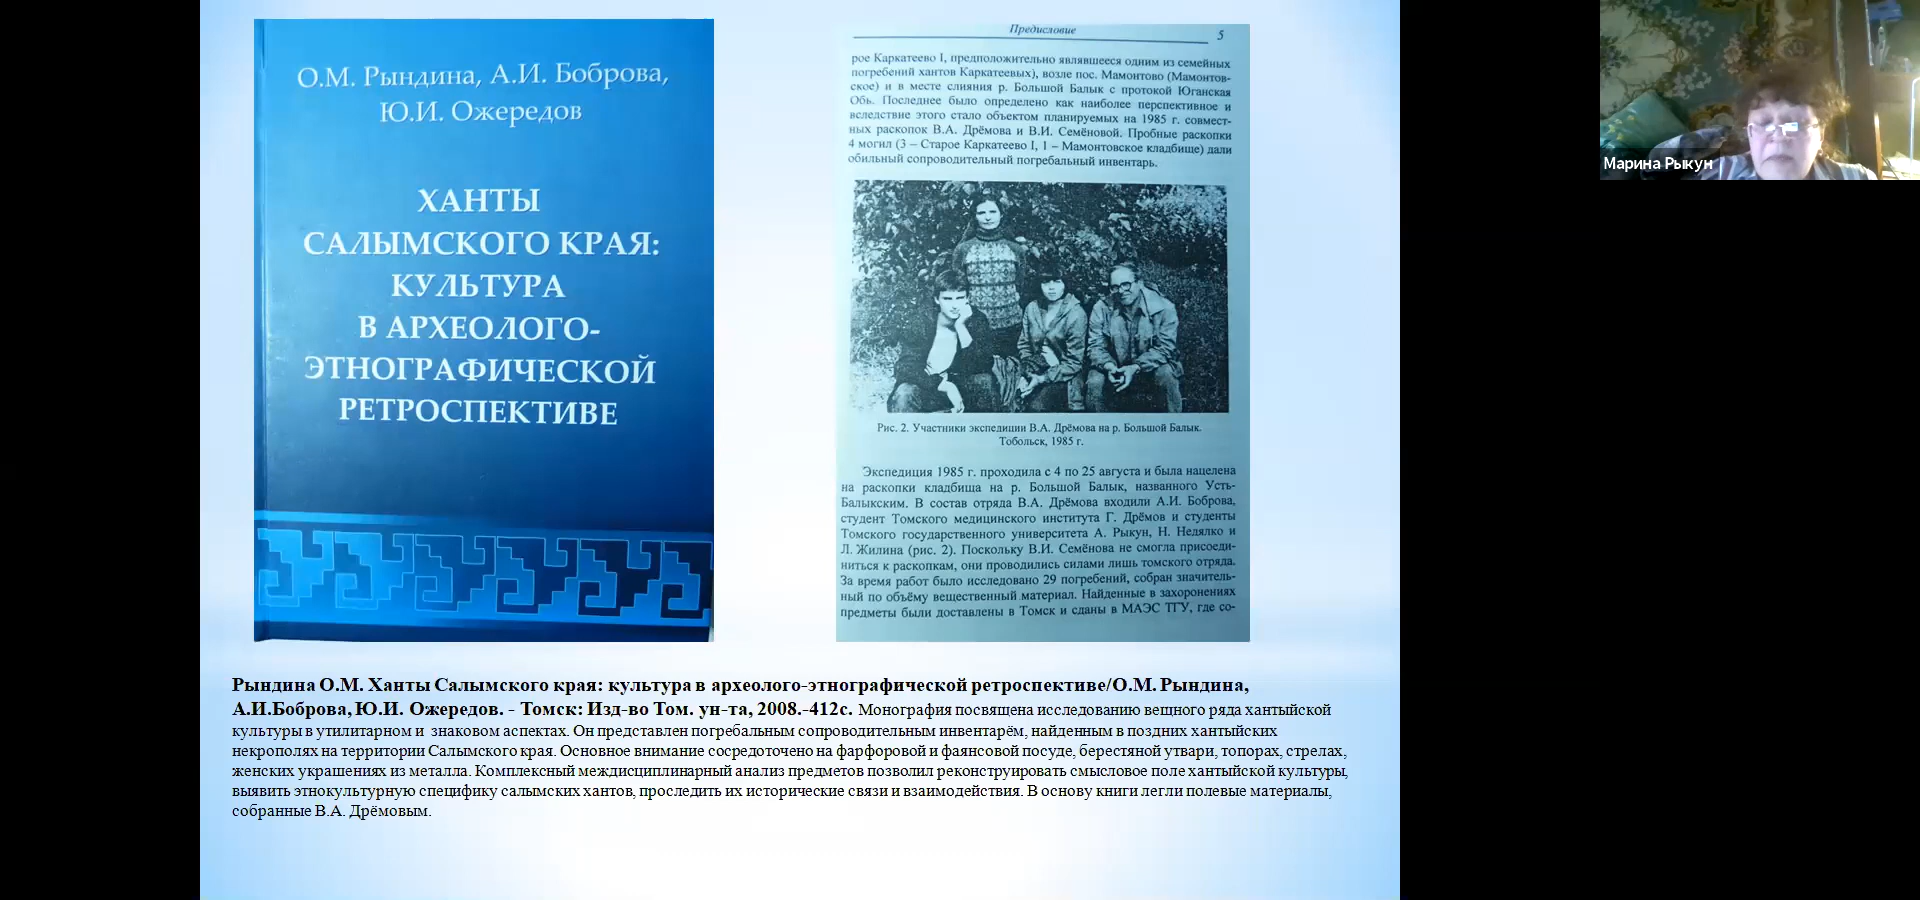 О.М. Рындина, А.И. Боброва,
Ю.И. Ожередов
ХАНТЫ
САЛЫМСКОГО КРАЯ:
КУЛЬТУРА
В АРХЕОЛОГО-
ЭТНОГРАФИЧЕСКОЙ
РЕТРОСПЕКТИВЕ
Предисловие 5
рое Каркатеево I, предположительно являвшееся одним из семейных
погребений хантов Каркатеевых), возле пос. Мамонтово (Мамонтов-
ское) и в месте слияния р. Большой Балык с протокой Юганская
Обь. Последнее было определено как наиболее перспективное и
вследствие этого стало объектом планируемых на 1985 г. совмест-
ных раскопок В.А. Дрёмова и В.И. Семёновой. Пробные раскопки
4 могил (3 – Старое Каркатеево I, 1 – Мамонтовское кладбище) дали
обильный сопроводительный погребальный инвентарь.
Рис. 2. Участники экспедиции В.А. Дрёмова на р. Большой Балык.
Тобольск, 1985 г.
Экспедиция 1985 г. проходила с 4 по 25 августа и была нацелена
на раскопки кладбища на р. Большой Балык, названного Усть-
Балыкским. В состав отряда В.А. Дрёмова входили А.И. Боброва,
студент Томского медицинского института Г. Дрёмов и студенты
Томского государственного университета А. Рыкун, Н. Недялко и
Л. Жилина (рис. 2). Поскольку В.И. Семёнова не смогла присоеди-
ниться к раскопкам, они проводились силами лишь томского отряда.
За время работ было исследовано 29 погребений, собран значитель-
ный по объёму вещественный материал. Найденные в захоронениях
предметы были доставлены в Томск и сданы в МАЭС ТГУ, где со-
Рындина О.М. Ханты Салымского края: культура в археолого-этнографической ретроспективе/О.М. Рындина,
А.И.Боброва, Ю.И. Ожередов. - Томск: Изд-во Том. ун-та, 2008.-412с. Монография посвящена исследованию вещного ряда хантыйской
культуры в утилитарном и знаковом аспектах. Он представлен погребальным сопроводительным инвентарём, найденным в поздних хантыйских
некрополях на территории Салымского края. Основное внимание сосредоточено на фарфоровой и фаянсовой посуде, берестяной утвари, топорах, стрелах,
женских украшениях из металла. Комплексный междисциплинарный анализ предметов позволил реконструировать смысловое поле хантыйской культуры,
выявить этнокультурную специфику салымских хантов, проследить их исторические связи и взаимодействия. В основу книги легли полевые материалы,
собранные В.А. Дрёмовым.
Марина Рыкун